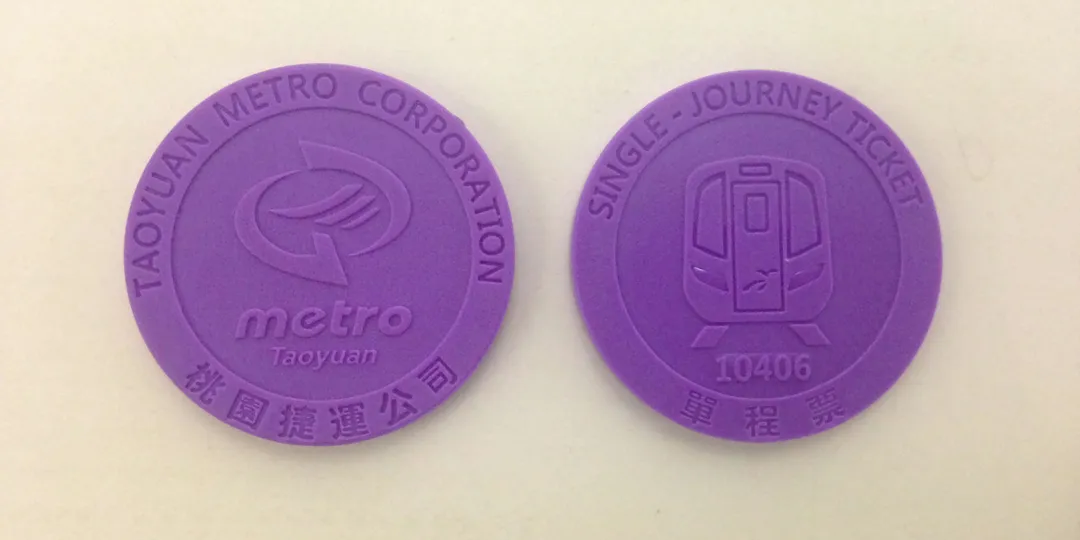 TAOYUAN METRO CORPORATION
metro
Taoyuan
桃園捷運公司
SINGLE-JOURNEY TICKET
10406
單程票